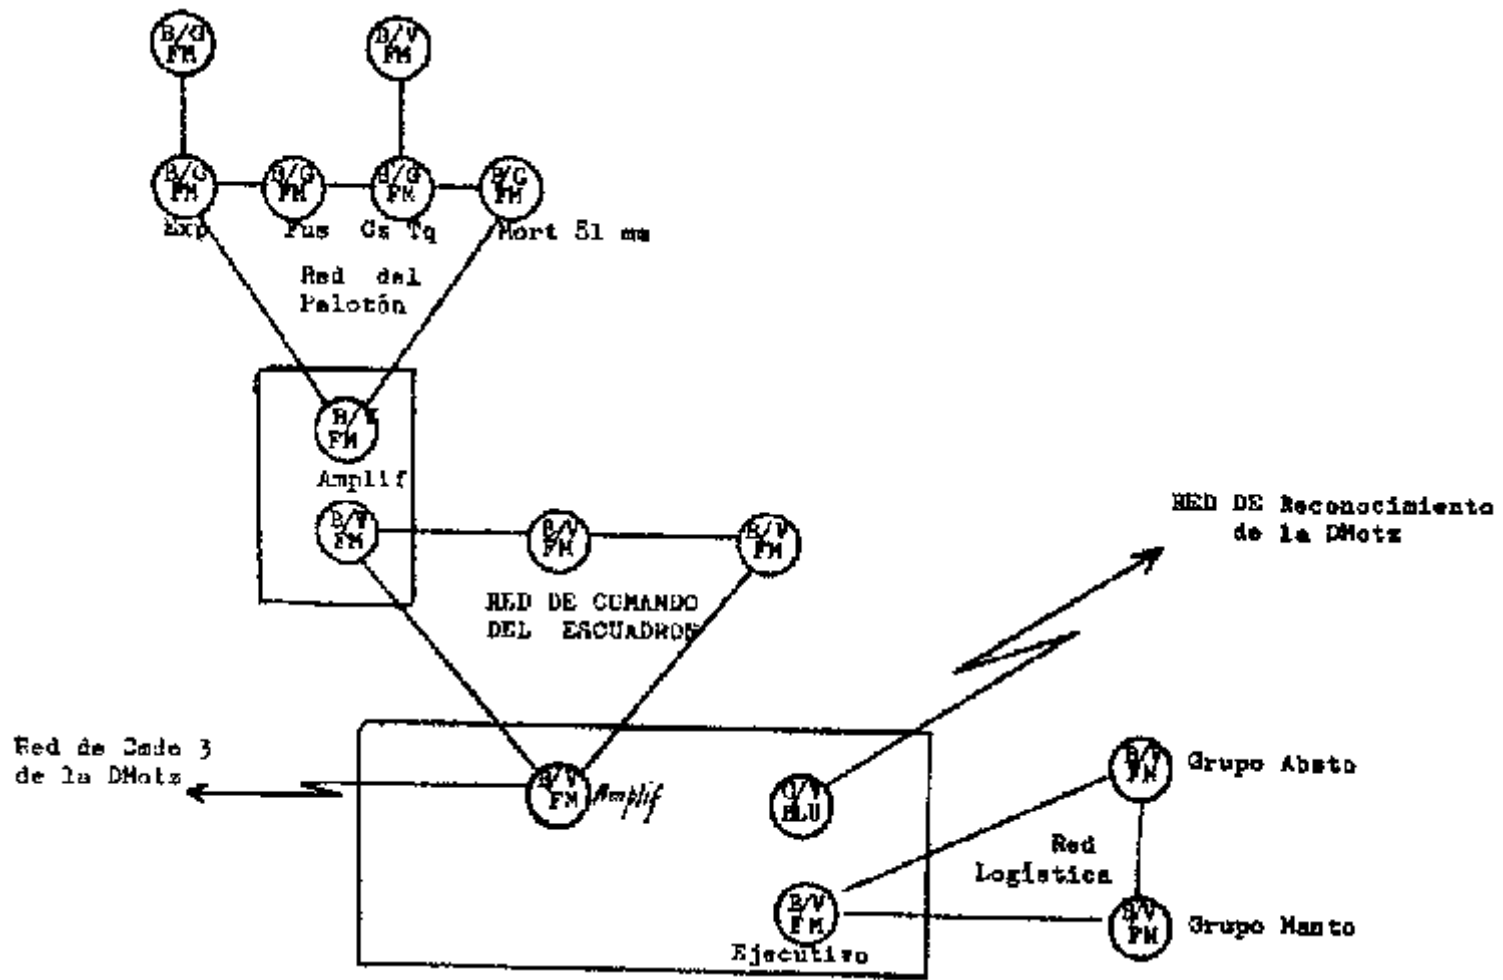 B/G
FM
B/V
FM
B/G
FM
B/G
FM
B/G
FM
B/G
FM
Exp
Fus
Cs Tq
Mort 81 mm
Red del
Pelotón
B/V
FM
Amplif
B/V
FM
B/V
FM
B/V
FM
RED DE COMANDO
DEL ESCUADRON
RED DE Reconocimiento
de la DMotz
Red de Cmdo 3
de la DMotz
B/V
FM
Amplif
BLU
B/V
FM
Grupo Absto
Red
Logística
B/V
FM
Ejecutivo
B/V
FM
Grupo Manto